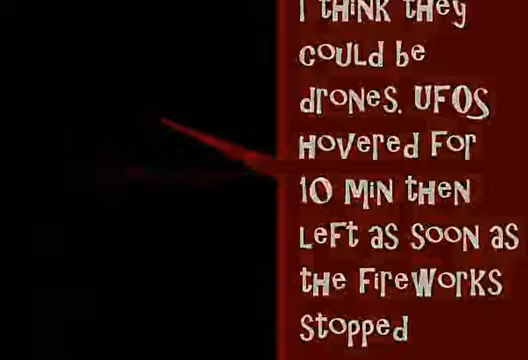 I think they
could be
drones. UFOs
hovered for
10 min then
left as soon as
the fireworks
stopped